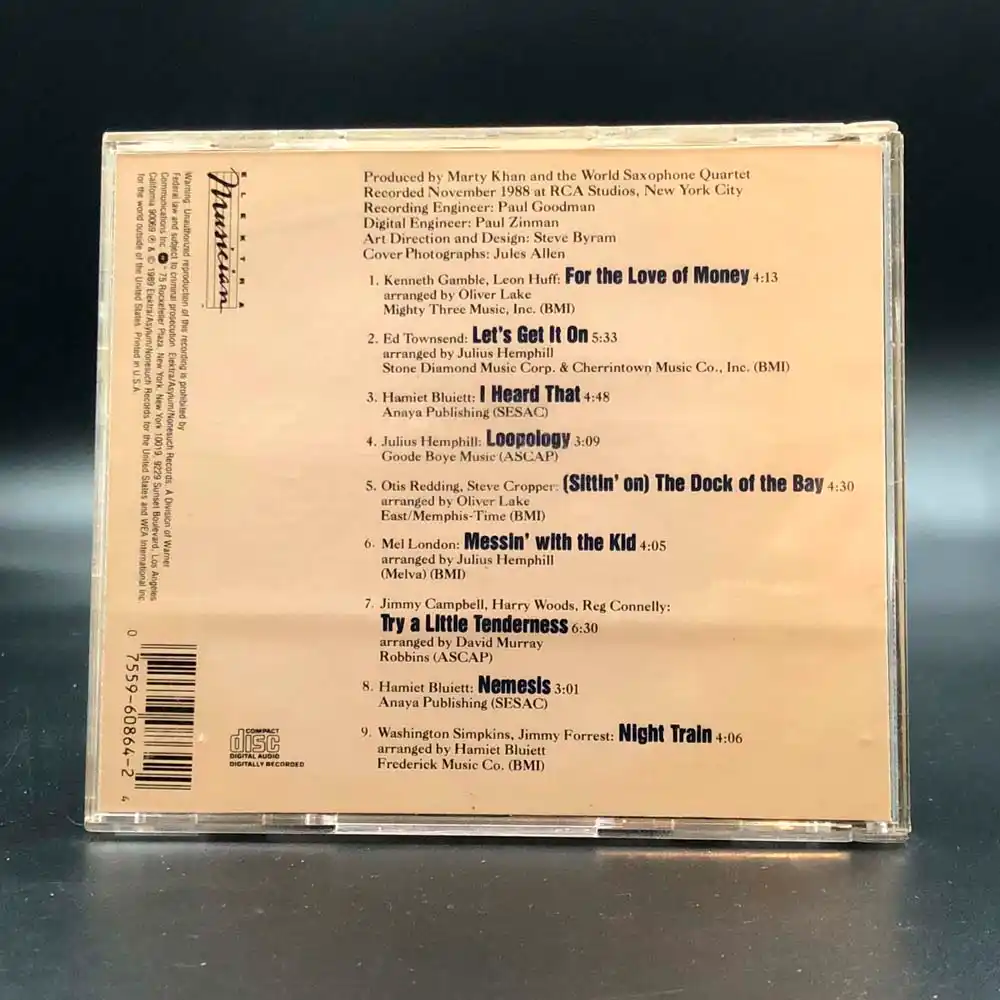 Produced by Marty Khan and the World Saxophone Quartet
Recorded November 1988 at RCA Studios, New York City
Recording Engineer: Paul Goodman
Digital Engineer: Paul Zinman
Art Direction and Design: Steve Byram
Cover Photographs: Jules Allen
1. Kenneth Gamble, Leon Huff: For the Love of Money 4:13
arranged by Oliver Lake
Mighty Three Music, Inc. (BMI)
2. Ed Townsend: Let's Get It On 5:33
arranged by Julius Hemphill
Stone Diamond Music Corp. & Cherrintown Music Co., Inc. (BMI)
3. Hamiet Bluiett: I Heard That 4:48
Anaya Publishing (SESAC)
4. Julius Hemphill: Loopology 3:09
Goode Boye Music (ASCAP)
5. Otis Redding, Steve Cropper: (Sittin' on) The Dock of the Bay 4:30
arranged by Oliver Lake
East/Memphis-Time (BMI)
6. Mel London: Messin' with the Kid 4:05
arranged by Julius Hemphill
(Melva) (BMI)
7. Jimmy Campbell, Harry Woods, Reg Connelly:
Try a Little Tenderness 6:30
arranged by David Murray
Robbins (ASCAP)
8. Hamiet Bluiett: Nemesis 3:01
Anaya Publishing (SESAC)
9. Washington Simpkins, Jimmy Forrest: Night Train 4:06
arranged by Hamiet Bluiett
Frederick Music Co. (BMI)
ELEKTRA
Musician
Warning: Unauthorized reproduction of this recording is prohibited by
Federal law and subject to criminal prosecution. Elektra/Asylum/Nonesuch Records, A Division of Warner
Communications Inc. 75 Rockefeller Plaza, New York, New York 10019, 9229 Sunset Boulevard, Los Angeles
California 90069 ℗ & © 1989 Elektra/Asylum/Nonesuch Records for the United States and WEA International Inc.
for the world outside of the United States. Printed in U.S.A.
0 7559-60864-2 4
COMPACT
disc
DIGITAL AUDIO
DIGITALLY RECORDED